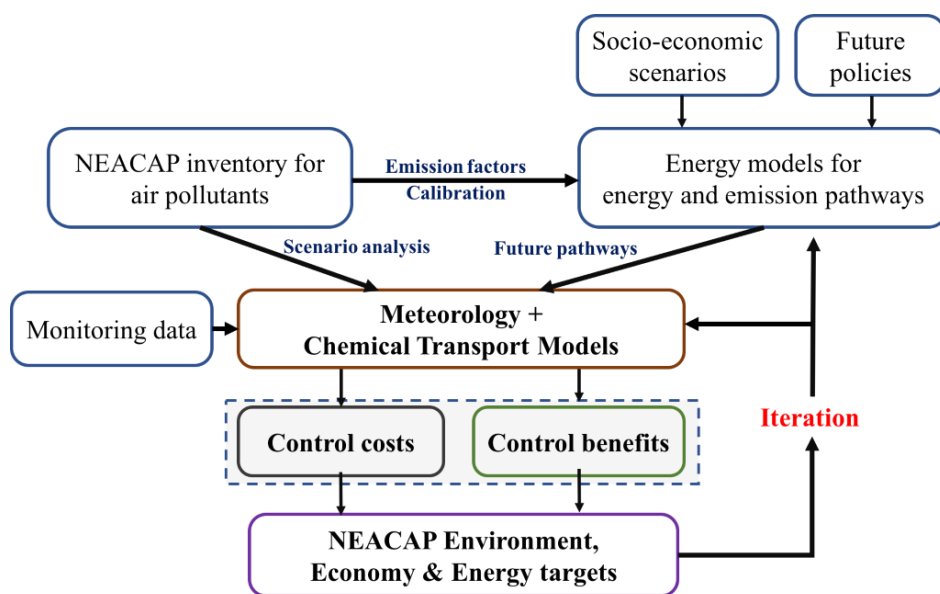 Socio-economic
scenarios
Future
policies
NEACAP inventory for
air pollutants
Emission factors
Calibration
Energy models for
energy and emission pathways
Scenario analysis
Future pathways
Monitoring data
Meteorology +
Chemical Transport Models
Control costs
Control benefits
Iteration
NEACAP Environment,
Economy & Energy targets